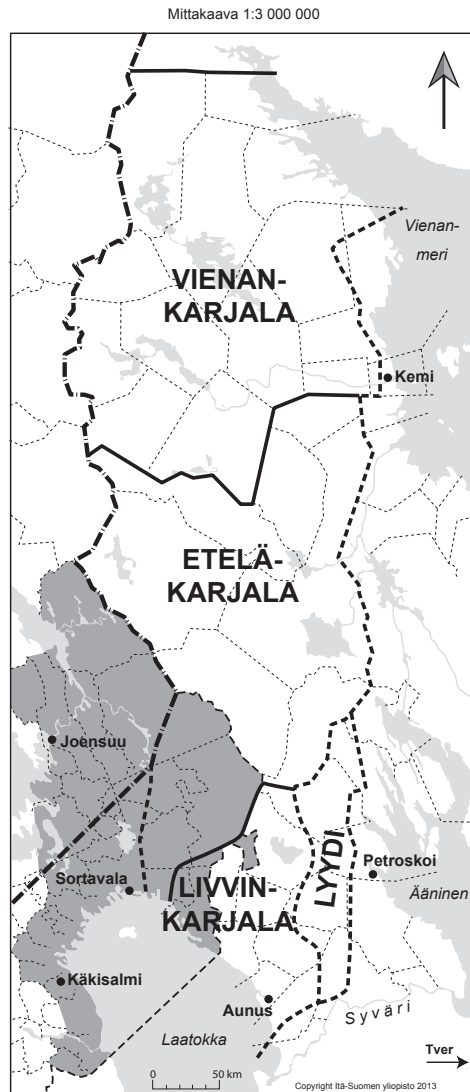 Mittakaava 1:3 000 000
Vienan-
meri
VIENAN-
KARJALA
Kemi
ETELÄ-
KARJALA
Joensuu
LYYDI
Petroskoi
Sortavala
LIVVIN-
KARJALA
Ääninen
Käkisalmi
Aunus
Syväri
Laatokka
Tver
0 50 km
Copyright Itä-Suomen yliopisto 2013